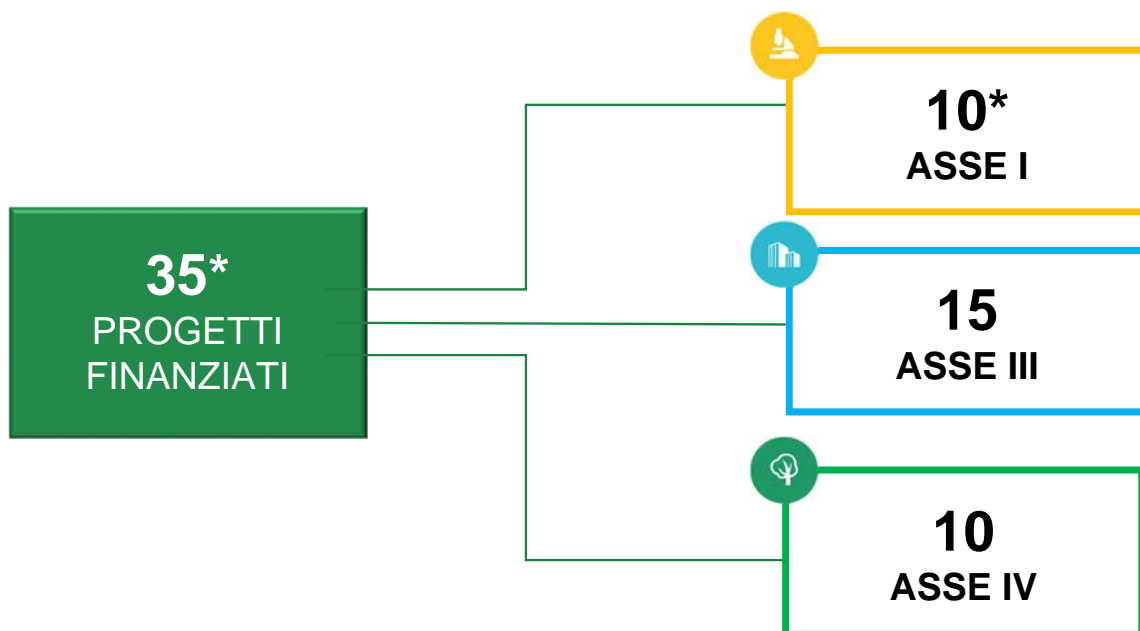 35*
PROGETTI
FINANZIATI
10*
ASSE I
15
ASSE III
10
ASSE IV